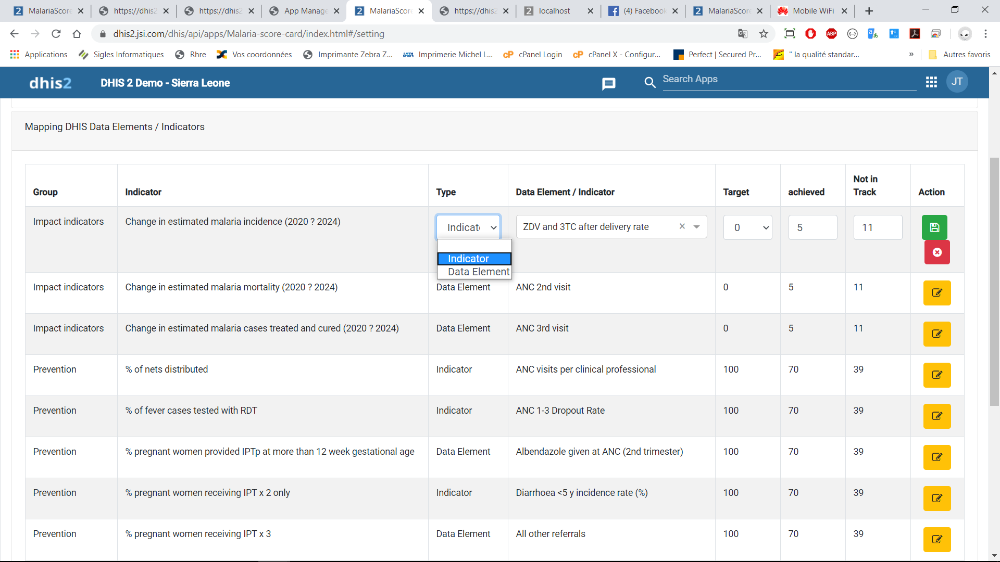 MalariaScore
https://dhis2
https://dhis2
App Manage
MalariaScore
https://dhis2
localhost
(4) Facebook
MalariaScore
Mobile WiFi
dhis2.jsi.com/dhis/api/apps/Malaria-score-card/index.html#/setting
Applications
Sigles Informatiques
Rhre
Vos coordonnées
Imprimante Zebra Z...
IATA Imprimerie Michel L...
cP cPanel Login
cP cPanel X - Configur...
Perfect | Secured Pr...
" la qualité standar...
»
Autres favoris
dhis2
DHIS 2 Demo - Sierra Leone
Search Apps
JT
Mapping DHIS Data Elements / Indicators
Group Indicator Type Data Element / Indicator Target achieved Not in Track Action
Impact indicators Change in estimated malaria incidence (2020 ? 2024) Indicat ZDV and 3TC after delivery rate × 0 5 11
Indicator
Data Element
Impact indicators Change in estimated malaria mortality (2020 ? 2024) Data Element ANC 2nd visit 0 5 11
Impact indicators Change in estimated malaria cases treated and cured (2020 ? 2024) Data Element ANC 3rd visit 0 5 11
Prevention % of nets distributed Indicator ANC visits per clinical professional 100 70 39
Prevention % of fever cases tested with RDT Indicator ANC 1-3 Dropout Rate 100 70 39
Prevention % pregnant women provided IPTp at more than 12 week gestational age Data Element Albendazole given at ANC (2nd trimester) 100 70 39
Prevention % pregnant women receiving IPT x 2 only Indicator Diarrhoea <5 y incidence rate (%) 100 70 39
Prevention % pregnant women receiving IPT x 3 Data Element All other referrals 100 70 39